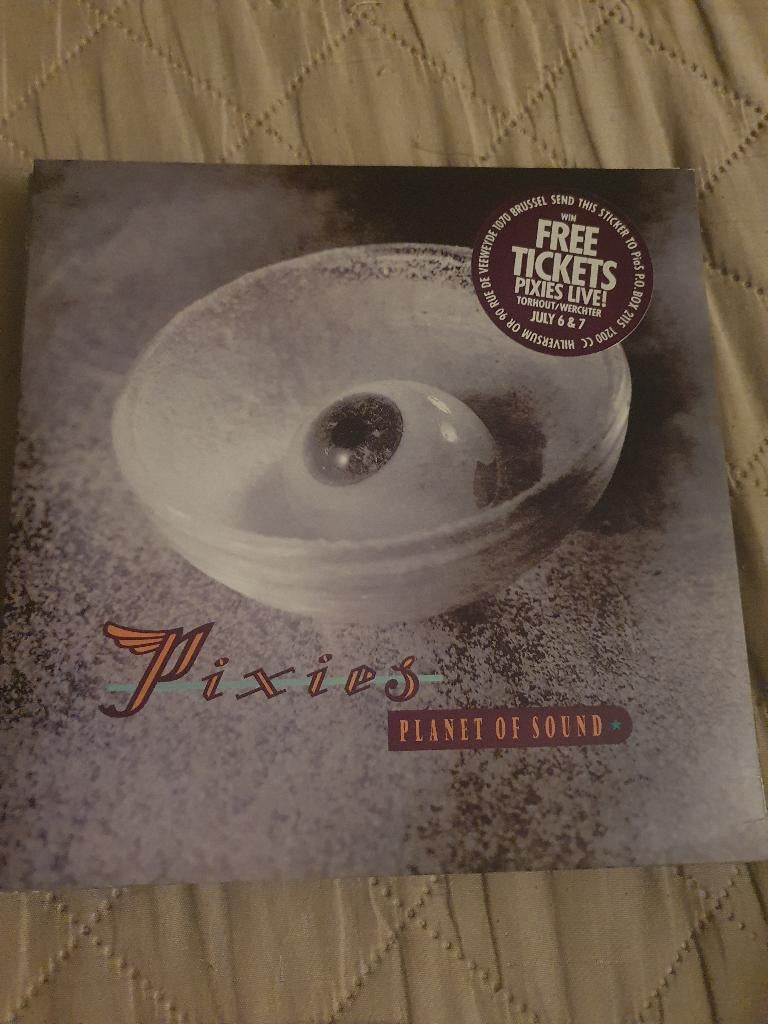 SEND THIS STICKER TO PiaS P.O.BOX 2115 1200 CC HILVERSUM OR 90 RUE DE VEEWEYDE 1070 BRUSSEL
WIN
FREE
TICKETS
PIXIES LIVE!
TORHOUT/WERCHTER
JULY 6 & 7
Pixies
PLANET OF SOUND